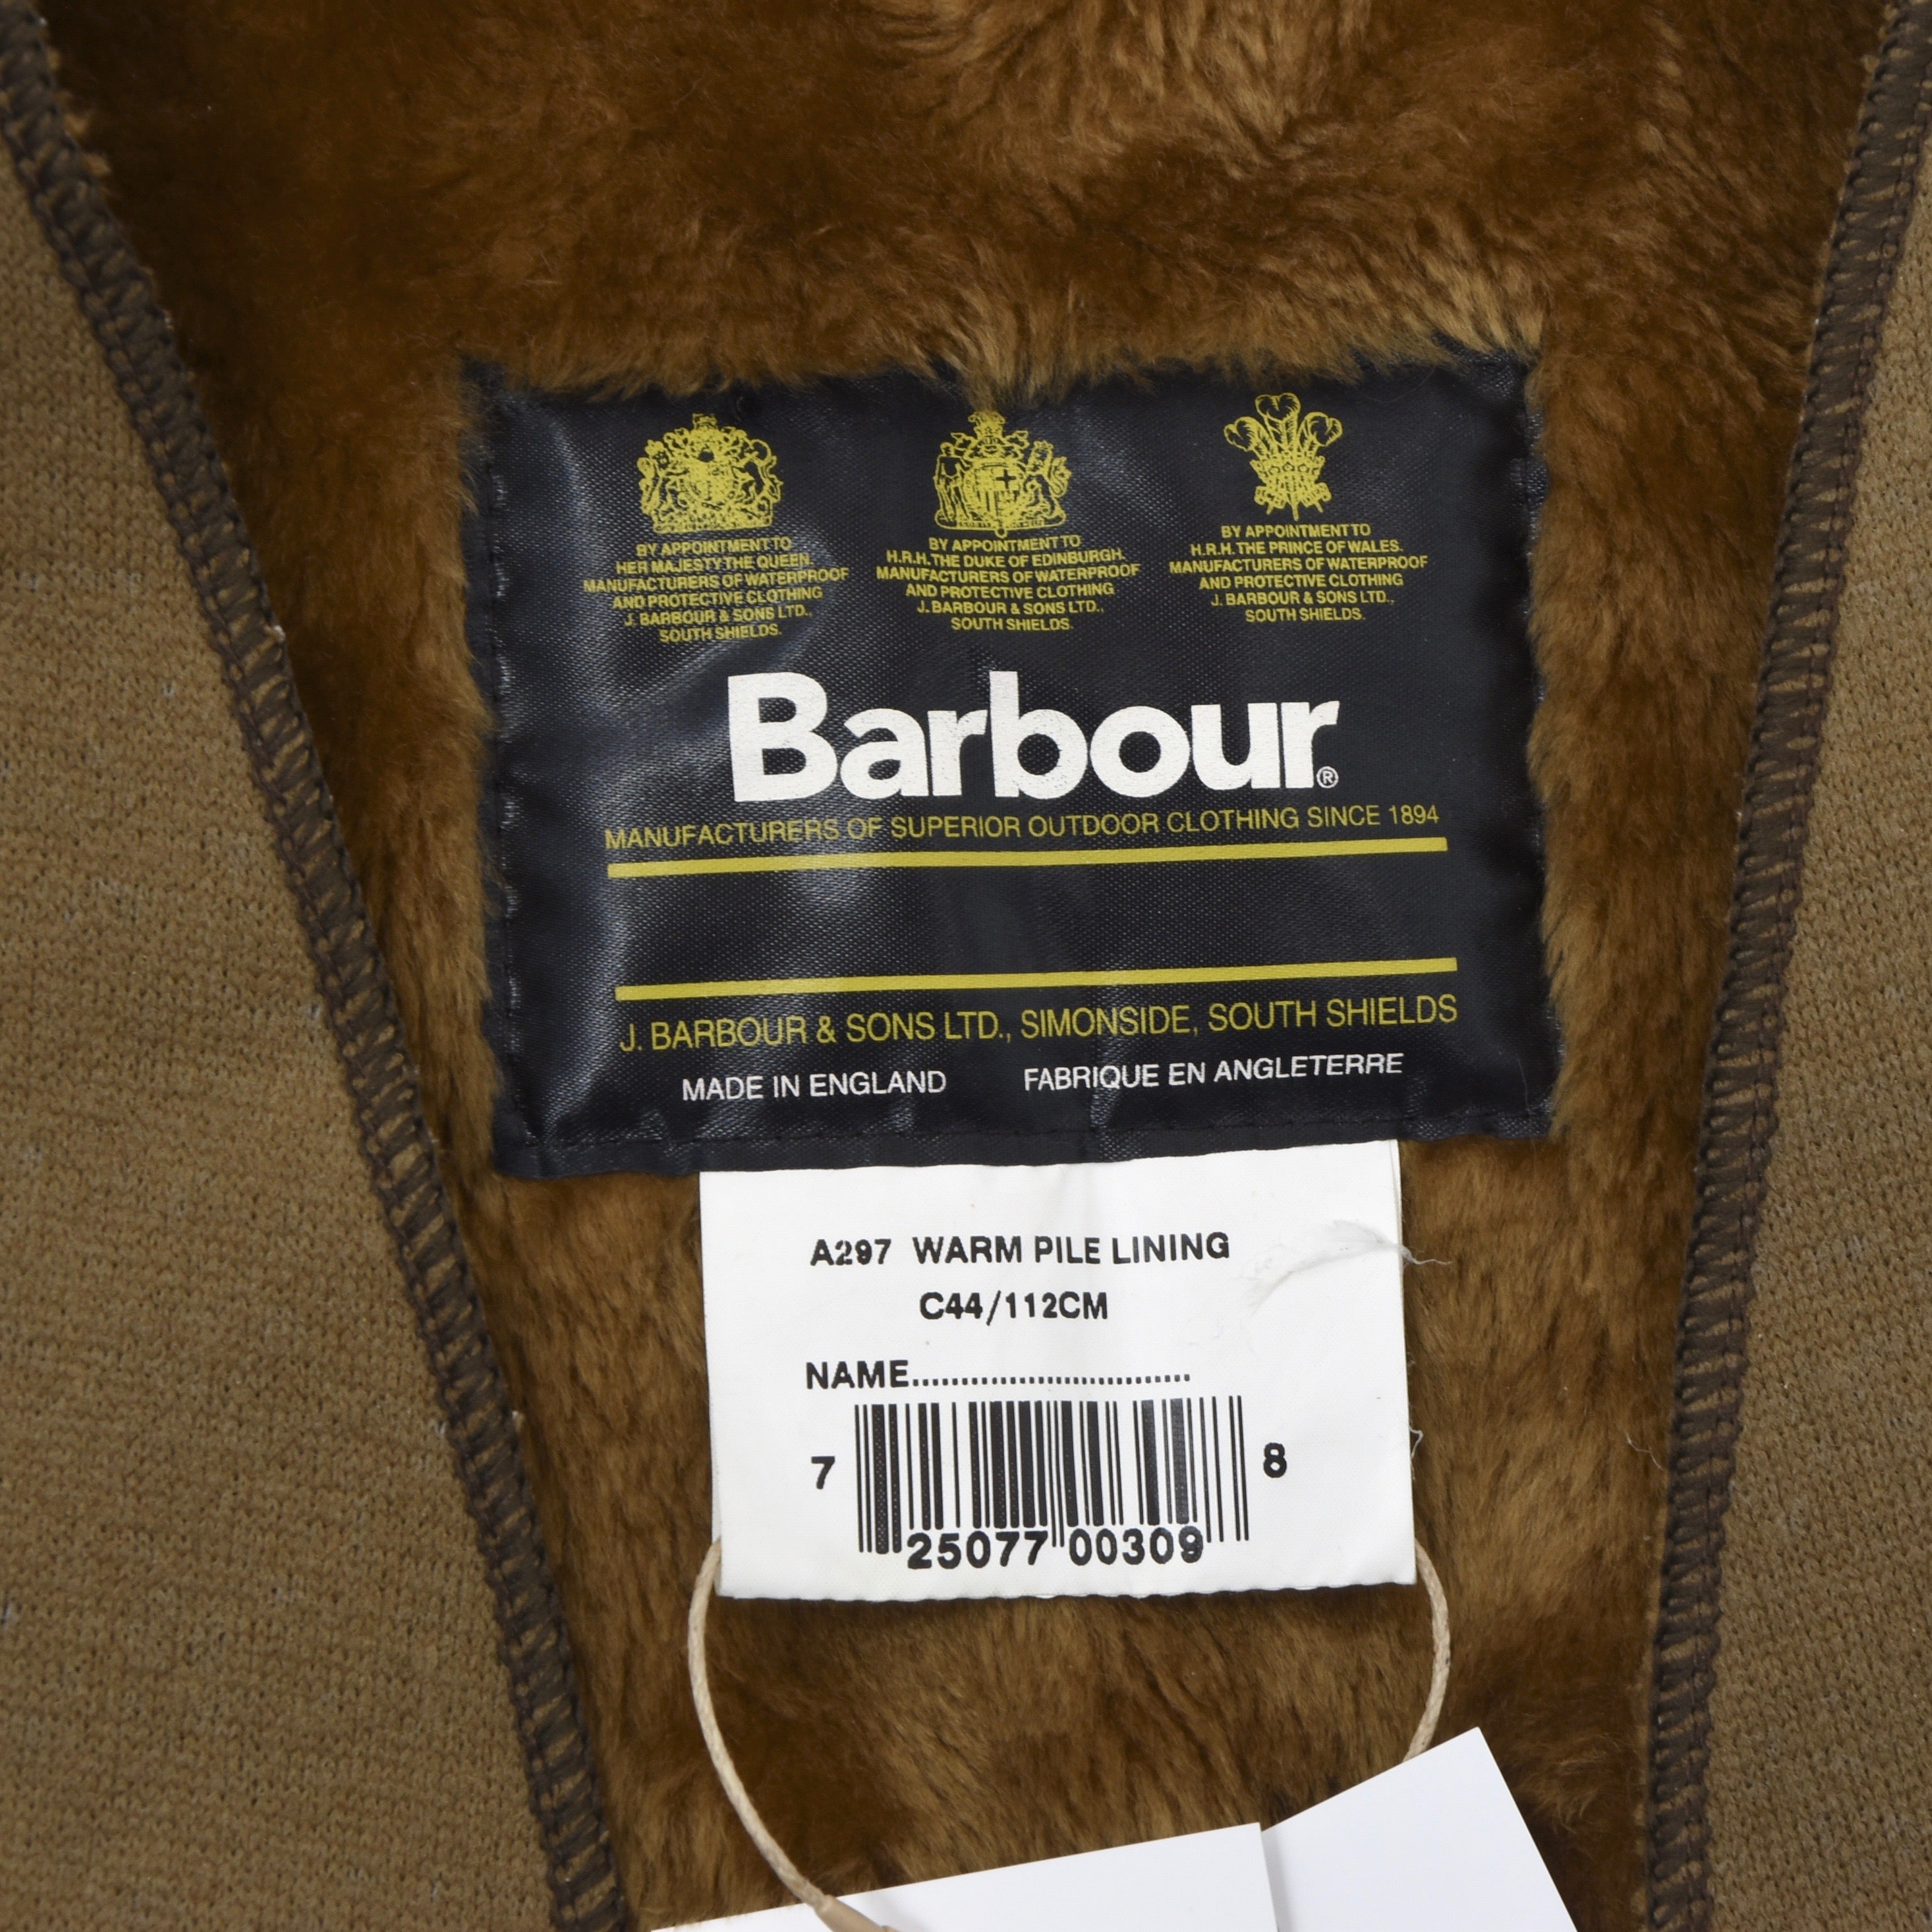 BY APPOINTMENT TO
HER MAJESTY THE QUEEN.
MANUFACTURERS OF WATERPROOF
AND PROTECTIVE CLOTHING
J. BARBOUR & SONS LTD.,
SOUTH SHIELDS.
BY APPOINTMENT TO
H.R.H. THE DUKE OF EDINBURGH.
MANUFACTURERS OF WATERPROOF
AND PROTECTIVE CLOTHING
J. BARBOUR & SONS LTD.,
SOUTH SHIELDS.
BY APPOINTMENT TO
H.R.H. THE PRINCE OF WALES.
MANUFACTURERS OF WATERPROOF
AND PROTECTIVE CLOTHING
J. BARBOUR & SONS LTD.,
SOUTH SHIELDS.
Barbour®
MANUFACTURERS OF SUPERIOR OUTDOOR CLOTHING SINCE 1894
J. BARBOUR & SONS LTD., SIMONSIDE, SOUTH SHIELDS
MADE IN ENGLAND FABRIQUE EN ANGLETERRE
A297 WARM PILE LINING
C44/112CM
NAME............................
7 25077 00309 8